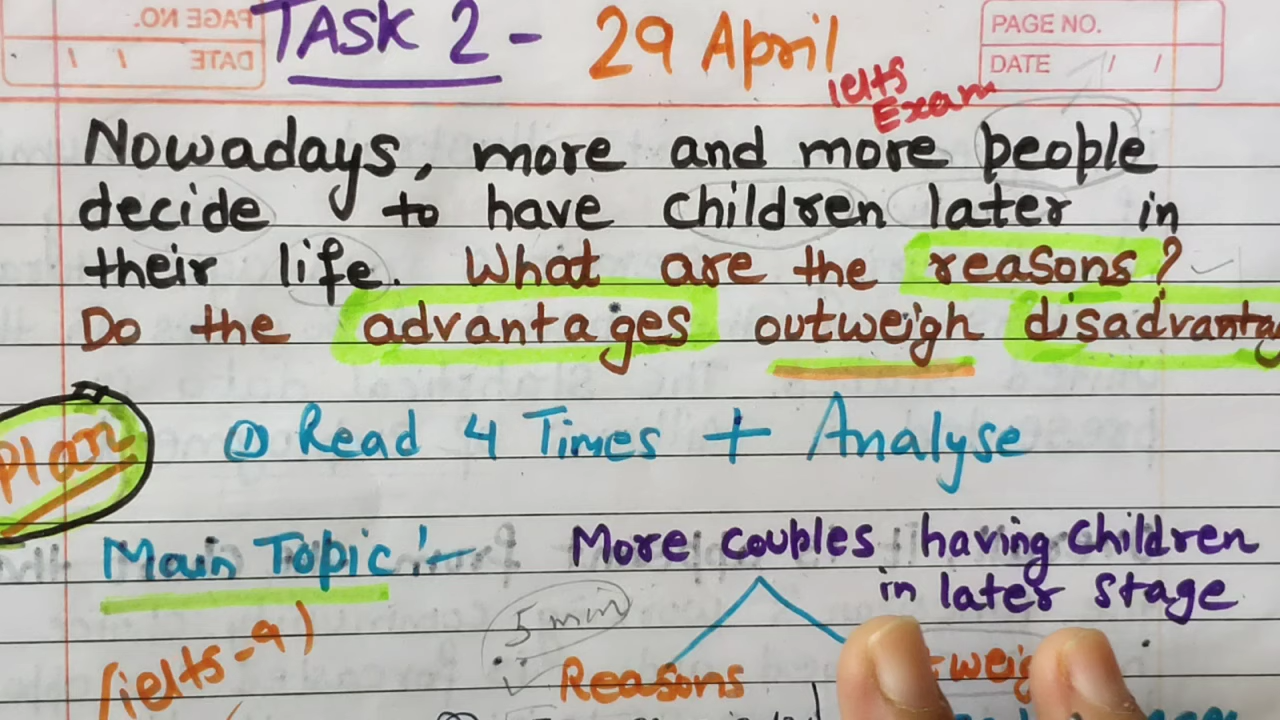 TASK 2 - 29 April
PAGE NO.
DATE / /
PAGE NO.
DATE / /
ielts
Exam
Nowadays, more and more people
decide to have children later in
their life. What are the reasons?
Do the advantages outweigh disadvanta
Plan
① Read 4 Times + Analyse
Main Topic :- More couples having Children
in later stage
5 min
(ielts-9)
Reasons